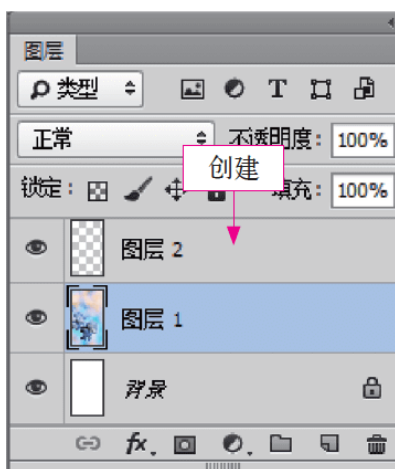 图层
类型
T
正常 不透明度: 100%
创建
锁定: 填充: 100%
图层 2
图层 1
背景
fx.